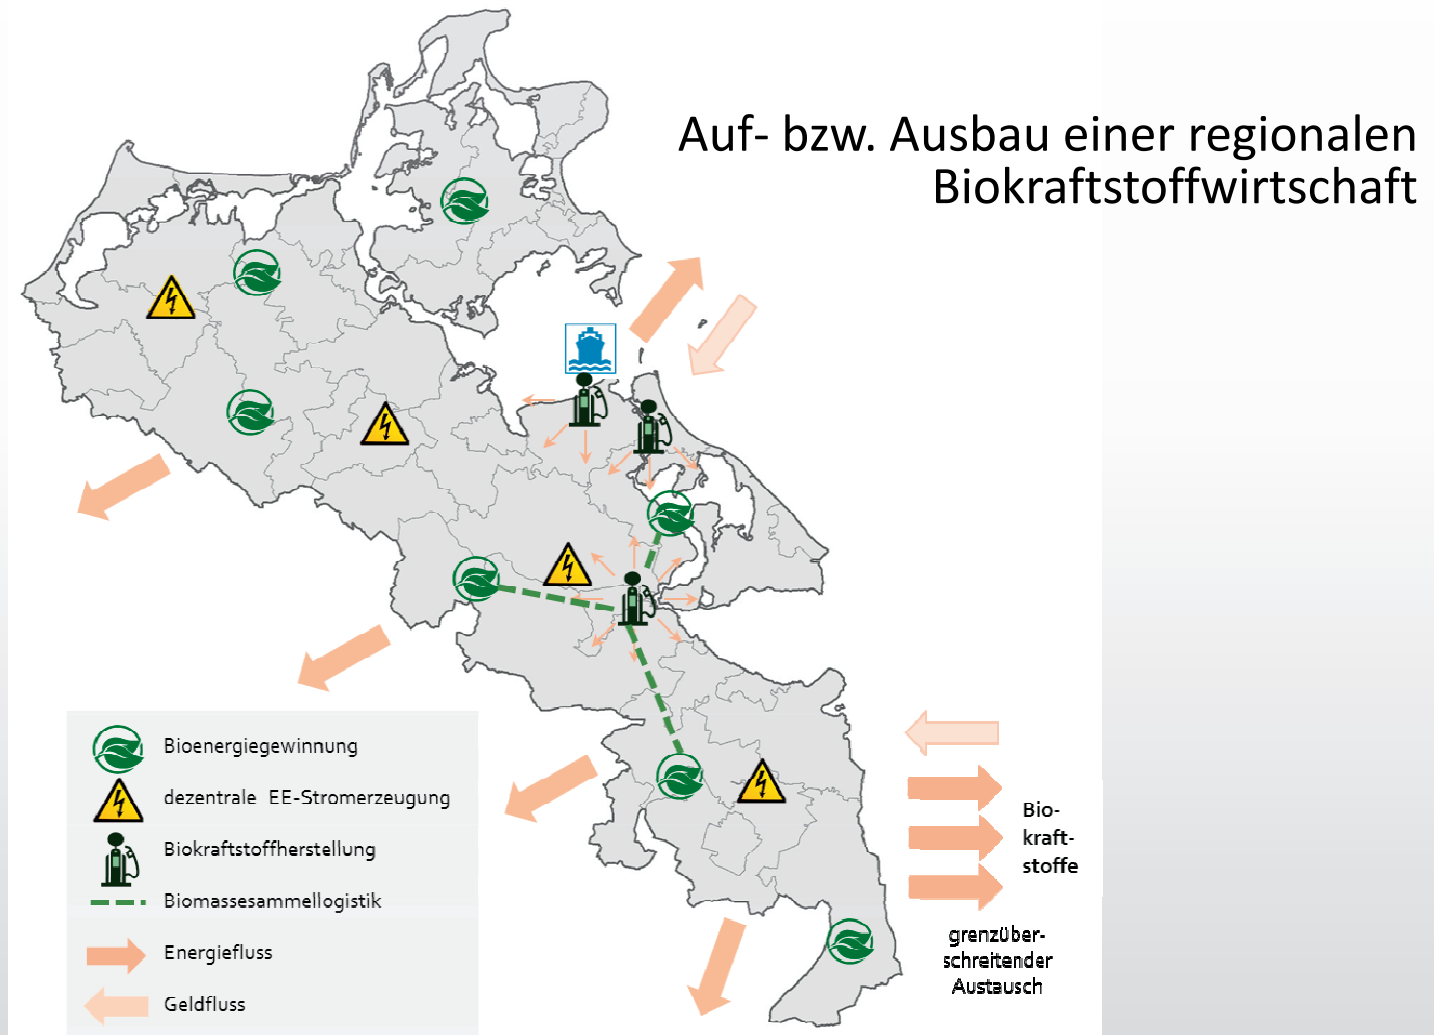 Auf- bzw. Ausbau einer regionalen
Biokraftstoffwirtschaft
Bioenergiegewinnung
dezentrale EE-Stromerzeugung
Biokraftstoffherstellung
Biomassesammellogistik
Energiefluss
Geldfluss
Bio-
kraft-
stoffe
grenzüber-
schreitender
Austausch